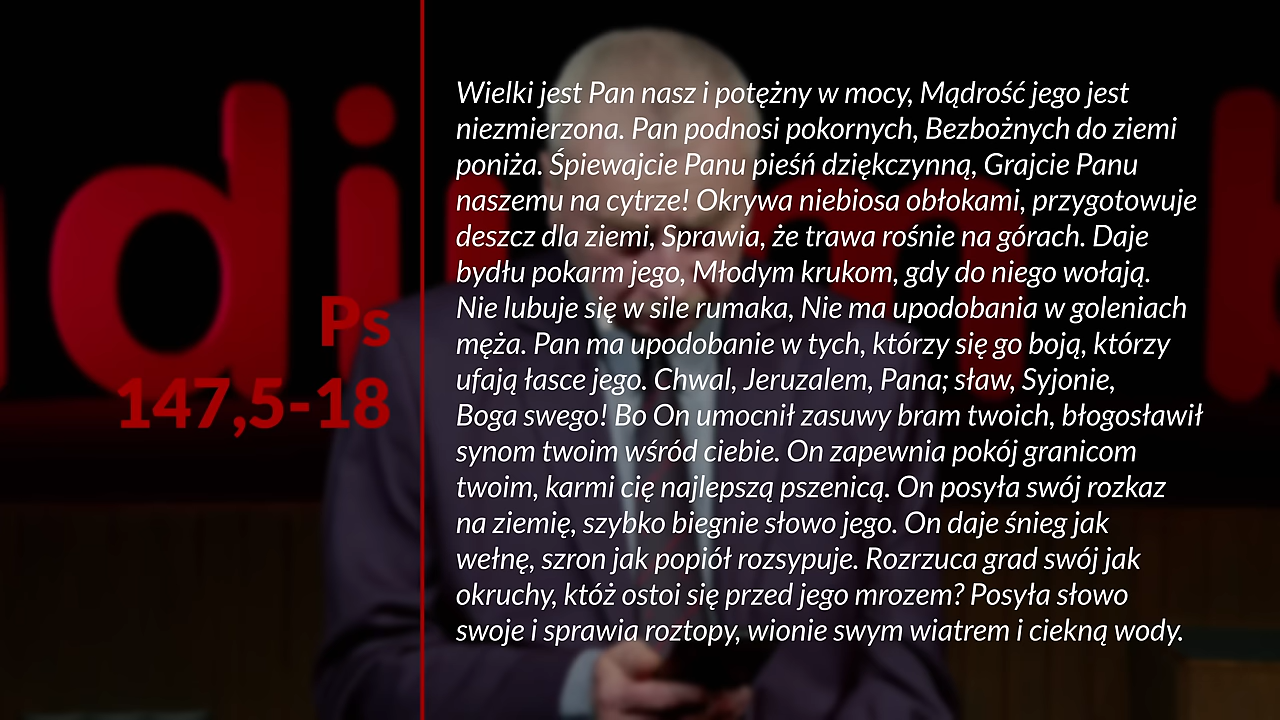 Ps
147,5-18
Wielki jest Pan nasz i potężny w mocy, Mądrość jego jest
niezmierzona. Pan podnosi pokornych, Bezbożnych do ziemi
poniża. Śpiewajcie Panu pieśń dziękczynną, Grajcie Panu
naszemu na cytrze! Okrywa niebiosa obłokami, przygotowuje
deszcz dla ziemi, Sprawia, że trawa rośnie na górach. Daje
bydłu pokarm jego, Młodym krukom, gdy do niego wołają.
Nie lubuje się w sile rumaka, Nie ma upodobania w goleniach
męża. Pan ma upodobanie w tych, którzy się go boją, którzy
ufają łasce jego. Chwal, Jeruzalem, Pana; sław, Syjonie,
Boga swego! Bo On umocnił zasuwy bram twoich, błogosławił
synom twoim wśród ciebie. On zapewnia pokój granicom
twoim, karmi cię najlepszą pszenicą. On posyła swój rozkaz
na ziemię, szybko biegnie słowo jego. On daje śnieg jak
wełnę, szron jak popiół rozsypuje. Rozrzuca grad swój jak
okruchy, któż ostoi się przed jego mrozem? Posyła słowo
swoje i sprawia roztopy, wionie swym wiatrem i ciekną wody.